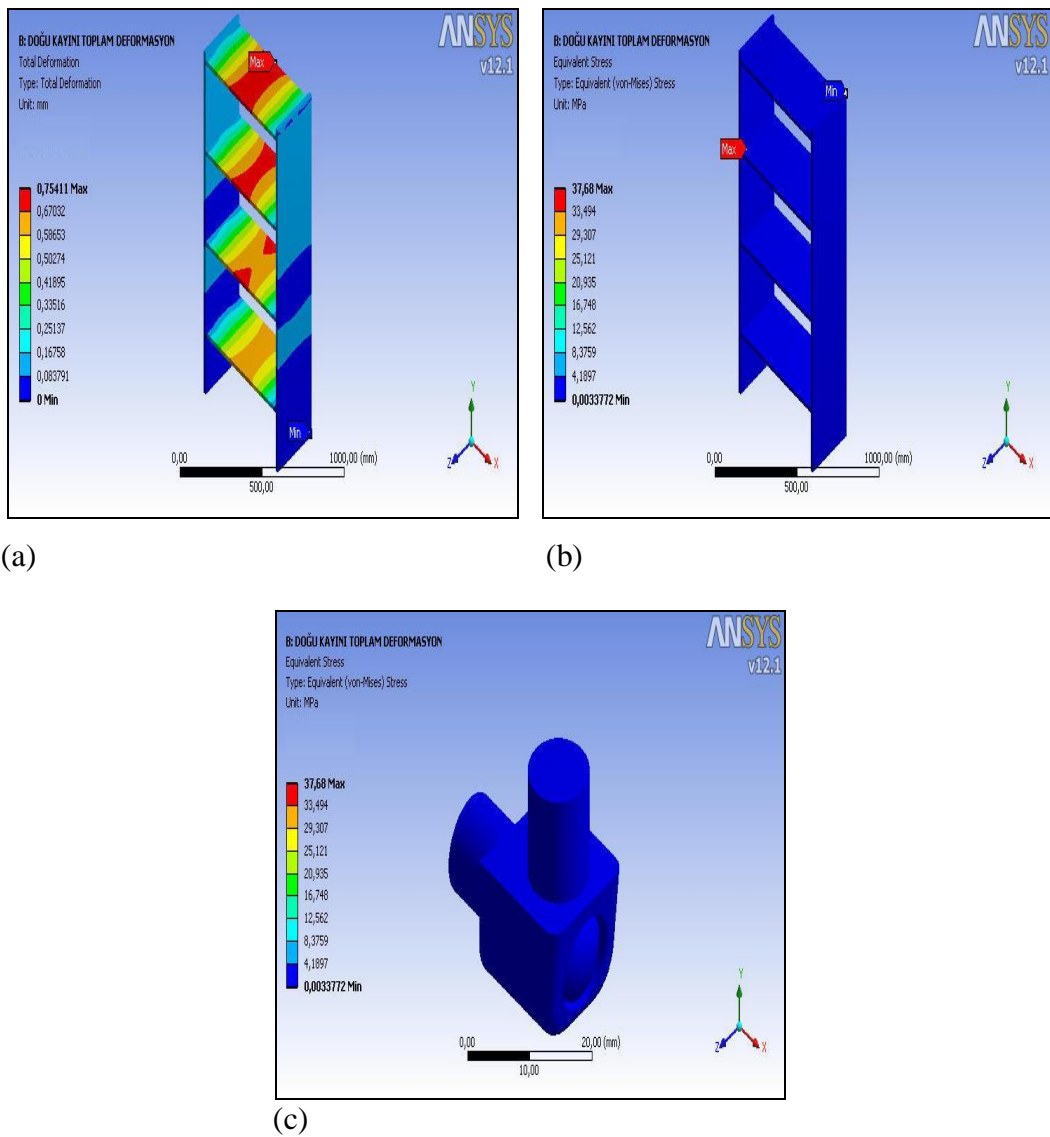 B: DOĞU KAYINI TOPLAM DEFORMASYON
Total Deformation
Type: Total Deformation
Unit: mm
ANSYS
v12.1
Max
0,75411 Max
0,67032
0,58653
0,50274
0,41895
0,33516
0,25137
0,16758
0,083791
0 Min
Min
Y
Z
X
0,00
1000,00 (mm)
500,00
(a)
B: DOĞU KAYINI TOPLAM DEFORMASYON
Equivalent Stress
Type: Equivalent (von-Mises) Stress
Unit: MPa
ANSYS
v12.1
Min
Max
37,68 Max
33,494
29,307
25,121
20,935
16,748
12,562
8,3759
4,1897
0,0033772 Min
Y
Z
X
0,00
1000,00 (mm)
500,00
(b)
B: DOĞU KAYINI TOPLAM DEFORMASYON
Equivalent Stress
Type: Equivalent (von-Mises) Stress
Unit: MPa
ANSYS
v12.1
37,68 Max
33,494
29,307
25,121
20,935
16,748
12,562
8,3759
4,1897
0,0033772 Min
Y
Z
X
0,00
20,00 (mm)
10,00
(c)